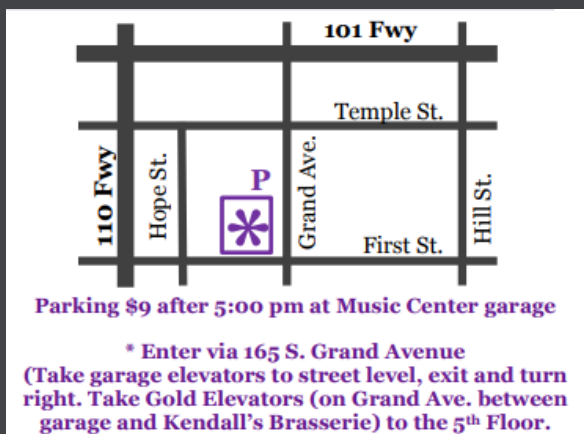 101 Fwy
Temple St.
110 Fwy
Hope St.
P
*
Grand Ave.
Hill St.
First St.
Parking $9 after 5:00 pm at Music Center garage
* Enter via 165 S. Grand Avenue
(Take garage elevators to street level, exit and turn
right. Take Gold Elevators (on Grand Ave. between
garage and Kendall’s Brasserie) to the 5th Floor.